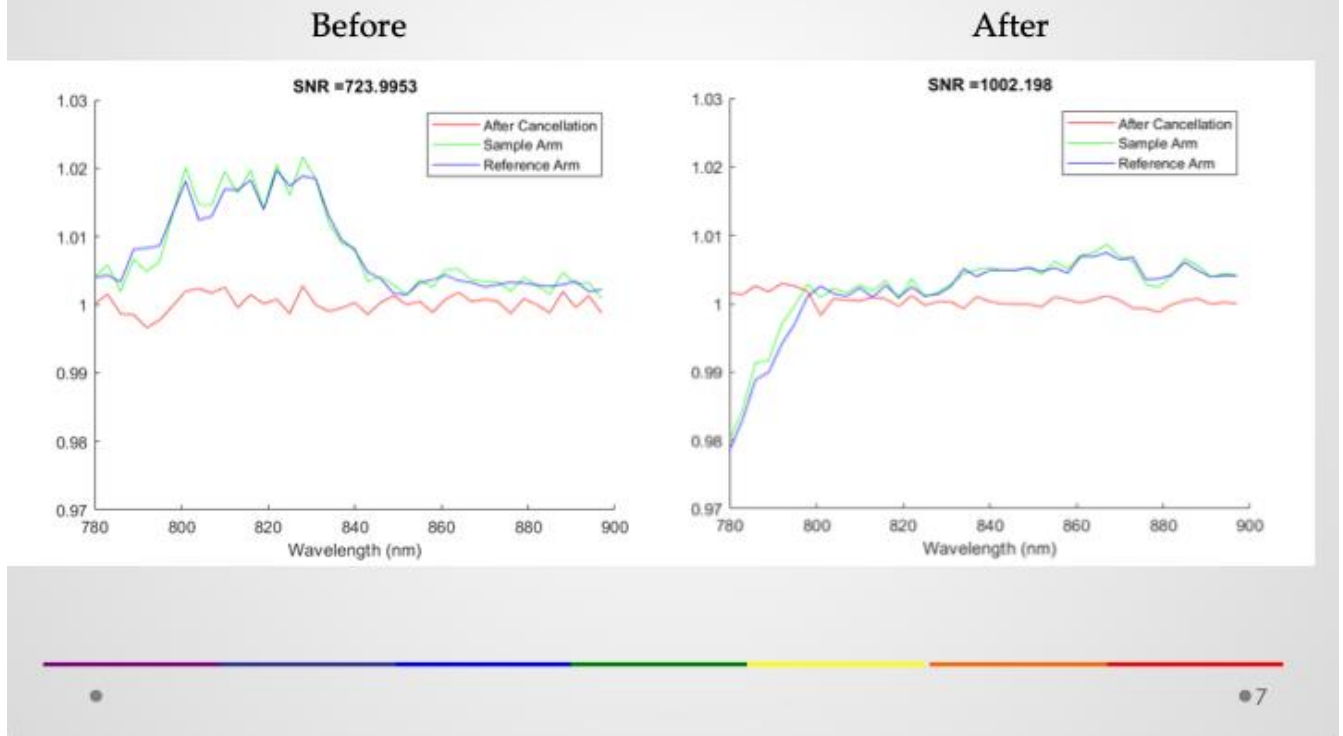 Before
After
SNR =723.9953
1.03
1.02
1.01
1
0.99
0.98
0.97
780
800
820
840
860
880
900
Wavelength (nm)
After Cancellation
Sample Arm
Reference Arm
SNR =1002.198
1.03
1.02
1.01
1
0.99
0.98
0.97
780
800
820
840
860
880
900
Wavelength (nm)
After Cancellation
Sample Arm
Reference Arm
7